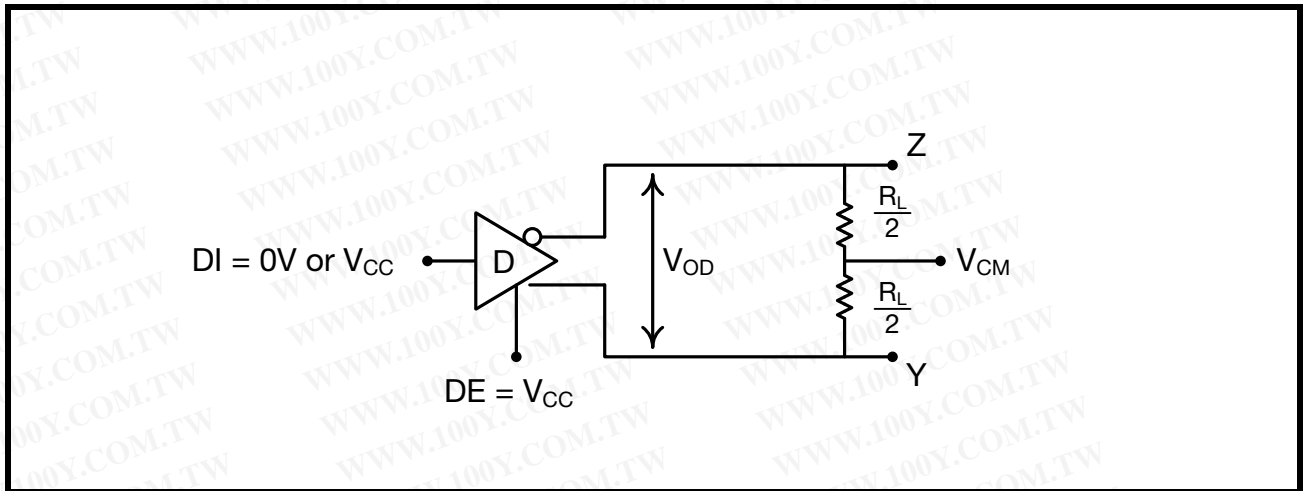 Z
R_L
2
DI = 0V or V_CC
D
V_OD
V_CM
R_L
2
Y
DE = V_CC
WWW.100Y.COM.TW